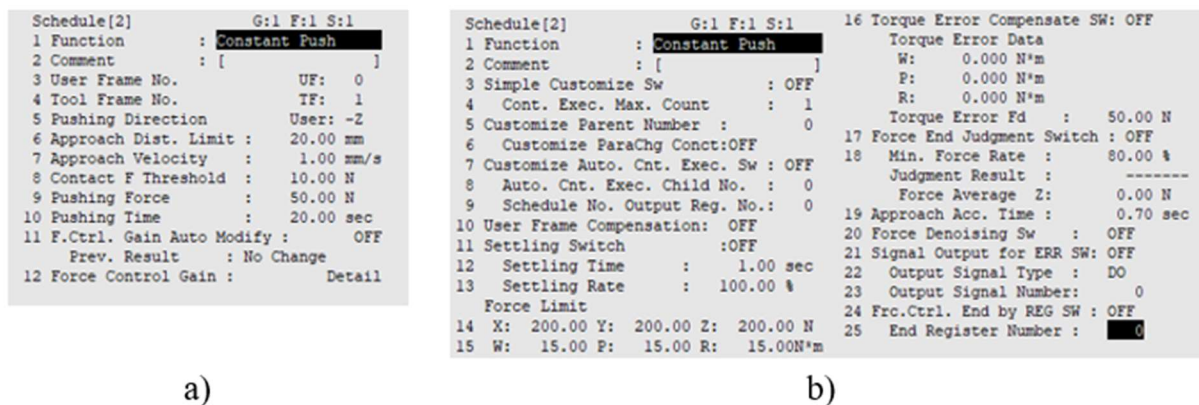 Schedule[2] G:1 F:1 S:1
1 Function : Constant Push
2 Comment : [ ]
3 User Frame No. UF: 0
4 Tool Frame No. TF: 1
5 Pushing Direction User: -Z
6 Approach Dist. Limit : 20.00 mm
7 Approach Velocity : 1.00 mm/s
8 Contact F Threshold : 10.00 N
9 Pushing Force : 50.00 N
10 Pushing Time : 20.00 sec
11 F.Ctrl. Gain Auto Modify : OFF
Prev. Result : No Change
12 Force Control Gain : Detail
a)
Schedule[2] G:1 F:1 S:1
1 Function : Constant Push
2 Comment : [ ]
3 Simple Customize Sw : OFF
4 Cont. Exec. Max. Count : 1
5 Customize Parent Number : 0
6 Customize ParaChg Conct:OFF
7 Customize Auto. Cnt. Exec. Sw : OFF
8 Auto. Cnt. Exec. Child No. : 0
9 Schedule No. Output Reg. No.: 0
10 User Frame Compensation: OFF
11 Settling Switch :OFF
12 Settling Time : 1.00 sec
13 Settling Rate : 100.00 %
Force Limit
14 X: 200.00 Y: 200.00 Z: 200.00 N
15 W: 15.00 P: 15.00 R: 15.00N*m
16 Torque Error Compensate SW: OFF
Torque Error Data
W: 0.000 N*m
P: 0.000 N*m
R: 0.000 N*m
Torque Error Fd : 50.00 N
17 Force End Judgment Switch : OFF
18 Min. Force Rate : 80.00 %
Judgment Result : -------
Force Average Z: 0.00 N
19 Approach Acc. Time : 0.70 sec
20 Force Denoising Sw : OFF
21 Signal Output for ERR SW: OFF
22 Output Signal Type : DO
23 Output Signal Number: 0
24 Frc.Ctrl. End by REG SW : OFF
25 End Register Number : 0
b)